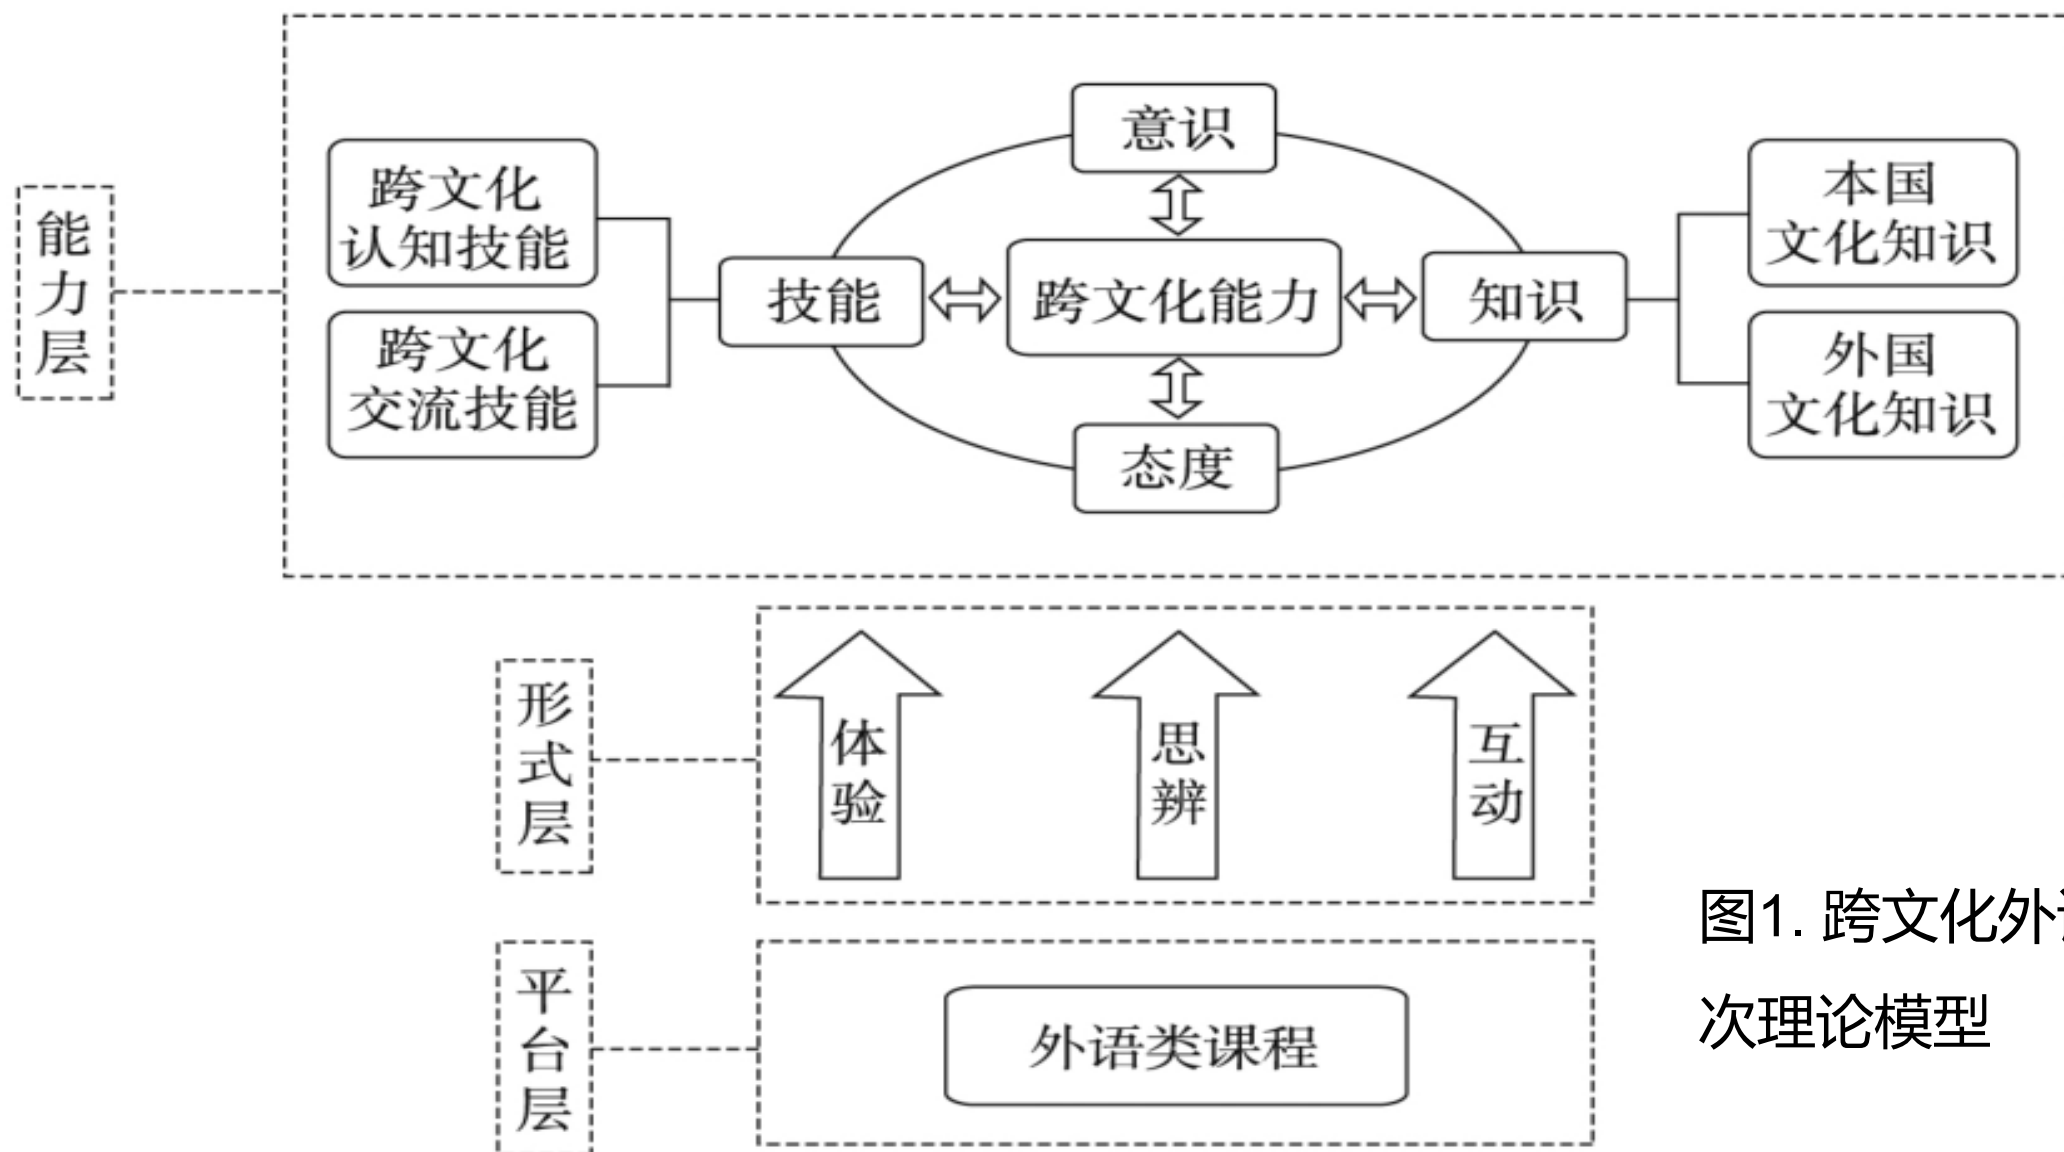 能力层
跨文化
认知技能
跨文化
交流技能
意识
技能
跨文化能力
知识
态度
本国
文化知识
外国
文化知识
形式层
体验
思辨
互动
平台层
外语类课程
图1. 跨文化外
次理论模型